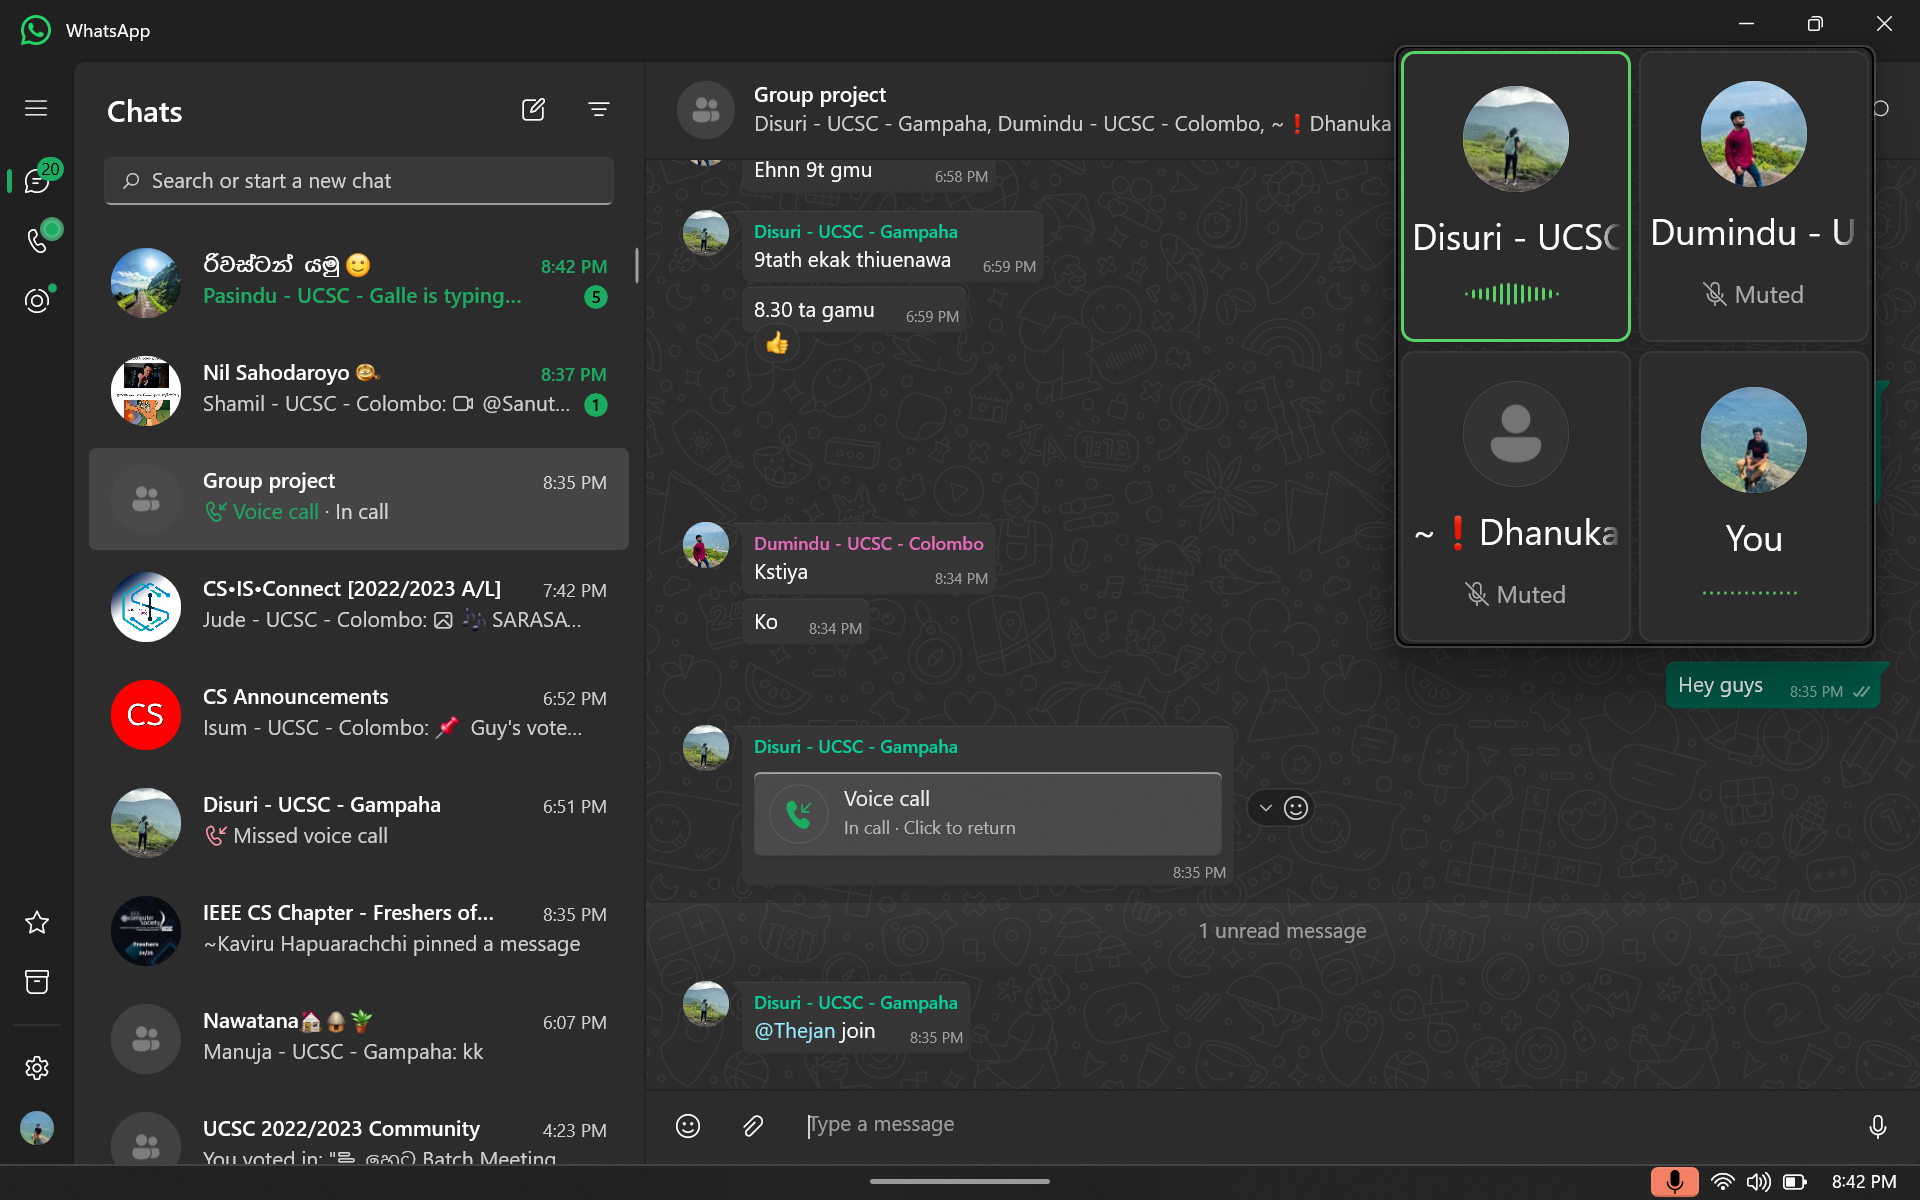 WhatsApp
Chats
20
Search or start a new chat
රිවස්ටන් යමු🙂
8:42 PM
Pasindu - UCSC - Galle is typing...
5
Nil Sahodaroyo
8:37 PM
Shamil - UCSC - Colombo: @Sanut...
1
Group project
8:35 PM
Voice call · In call
CS•IS•Connect [2022/2023 A/L]
7:42 PM
Jude - UCSC - Colombo: 🎶 SARASA...
CS
CS Announcements
6:52 PM
Isum - UCSC - Colombo: 📌 Guy's vote...
Disuri - UCSC - Gampaha
6:51 PM
Missed voice call
IEEE CS Chapter - Freshers of...
8:35 PM
~Kaviru Hapuarachchi pinned a message
Nawatana🏠🥚🪴
6:07 PM
Manuja - UCSC - Gampaha: kk
UCSC 2022/2023 Community
4:23 PM
You voted in: "හෙට Batch Meeting
Group project
Disuri - UCSC - Gampaha, Dumindu - UCSC - Colombo, ~❗Dhanuka
Ehnn 9t gmu
6:58 PM
Disuri - UCSC - Gampaha
9tath ekak thiuenawa
6:59 PM
8.30 ta gamu
6:59 PM
👍
Dumindu - UCSC - Colombo
Kstiya
8:34 PM
Ko
8:34 PM
Hey guys
8:35 PM
Disuri - UCSC - Gampaha
Voice call
In call · Click to return
8:35 PM
1 unread message
Disuri - UCSC - Gampaha
@Thejan join
8:35 PM
Type a message
Disuri - UCSC
Dumindu - U
Muted
~❗Dhanuka
Muted
You
8:42 PM